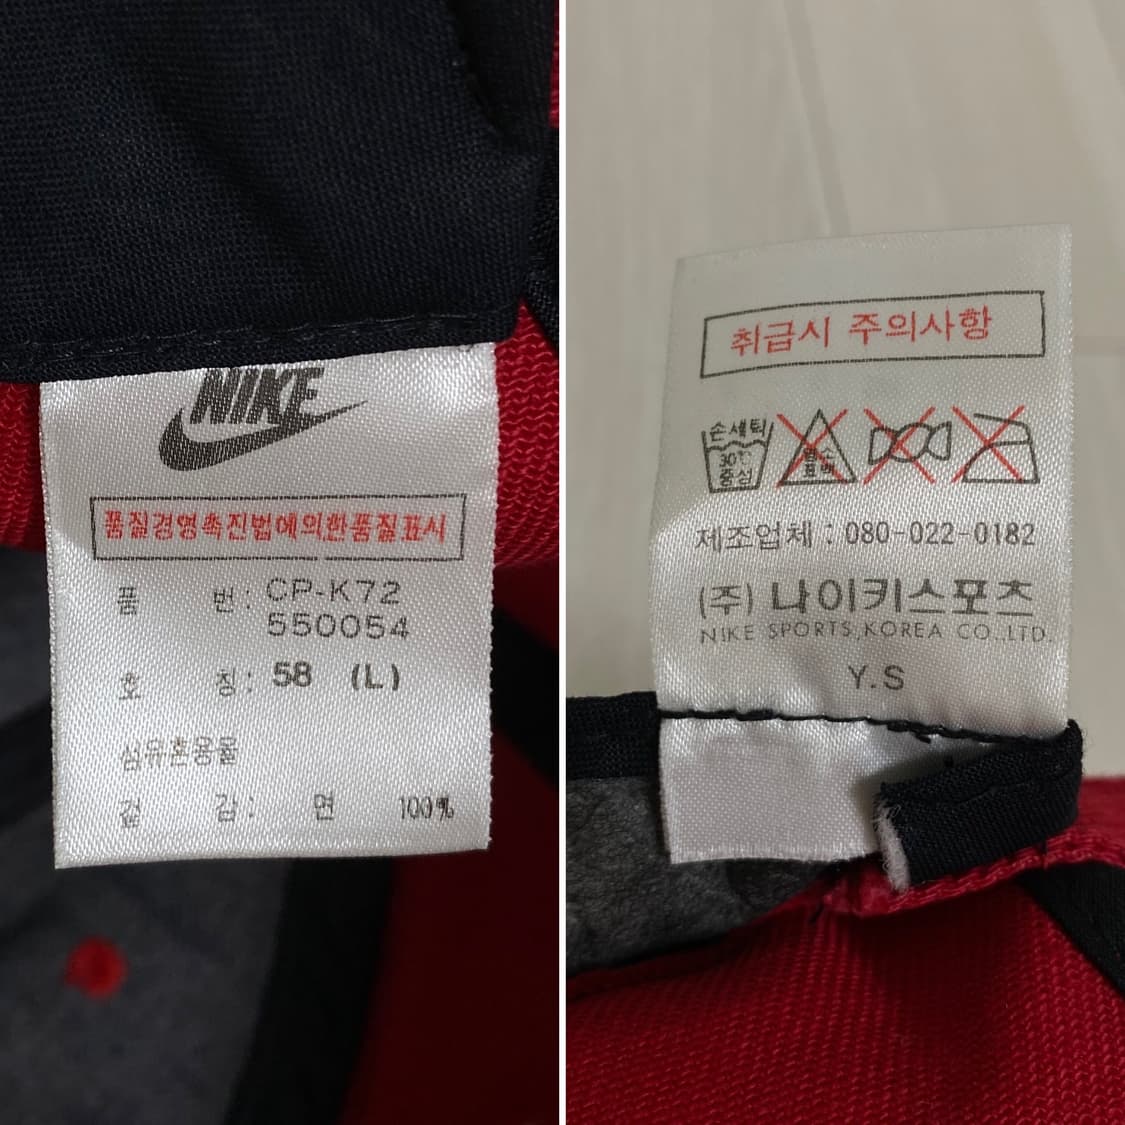 NIKE
품질경영촉진법에의한품질표시
품 번: CP-K72
550054
호 칭: 58 (L)
섬유혼용율
겉 감: 면 100%
취급시 주의사항
손세탁
30℃
중성
염소
표백
제조업체 : 080-022-0182
(주) 나이키스포츠
NIKE SPORTS KOREA CO.,LTD.
Y.S